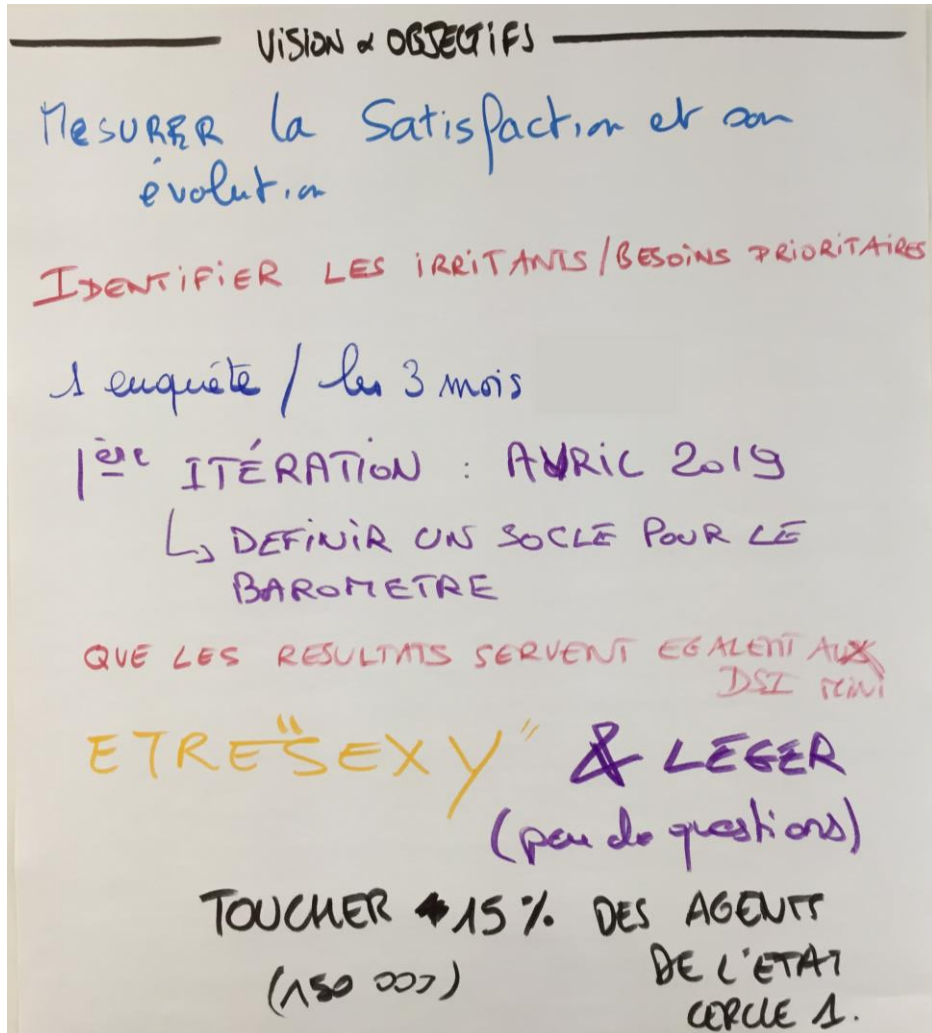 VISION & OBJECTIFS
MESURER la Satisfaction et son
évolution
IDENTIFIER LES IRRITANTS/BESOINS PRIORITAIRES
1 enquête / les 3 mois
1ère ITÉRATION : AVRIL 2019
↳ DEFINIR UN SOCLE POUR LE
BAROMETRE
QUE LES RESULTATS SERVENT EGALEMT AUX
DSI MINI
ETRE "SEXY" & LEGER
(peu de questions)
TOUCHER 15% DES AGENTS
(150 000) DE L'ETAT
CERCLE 1.